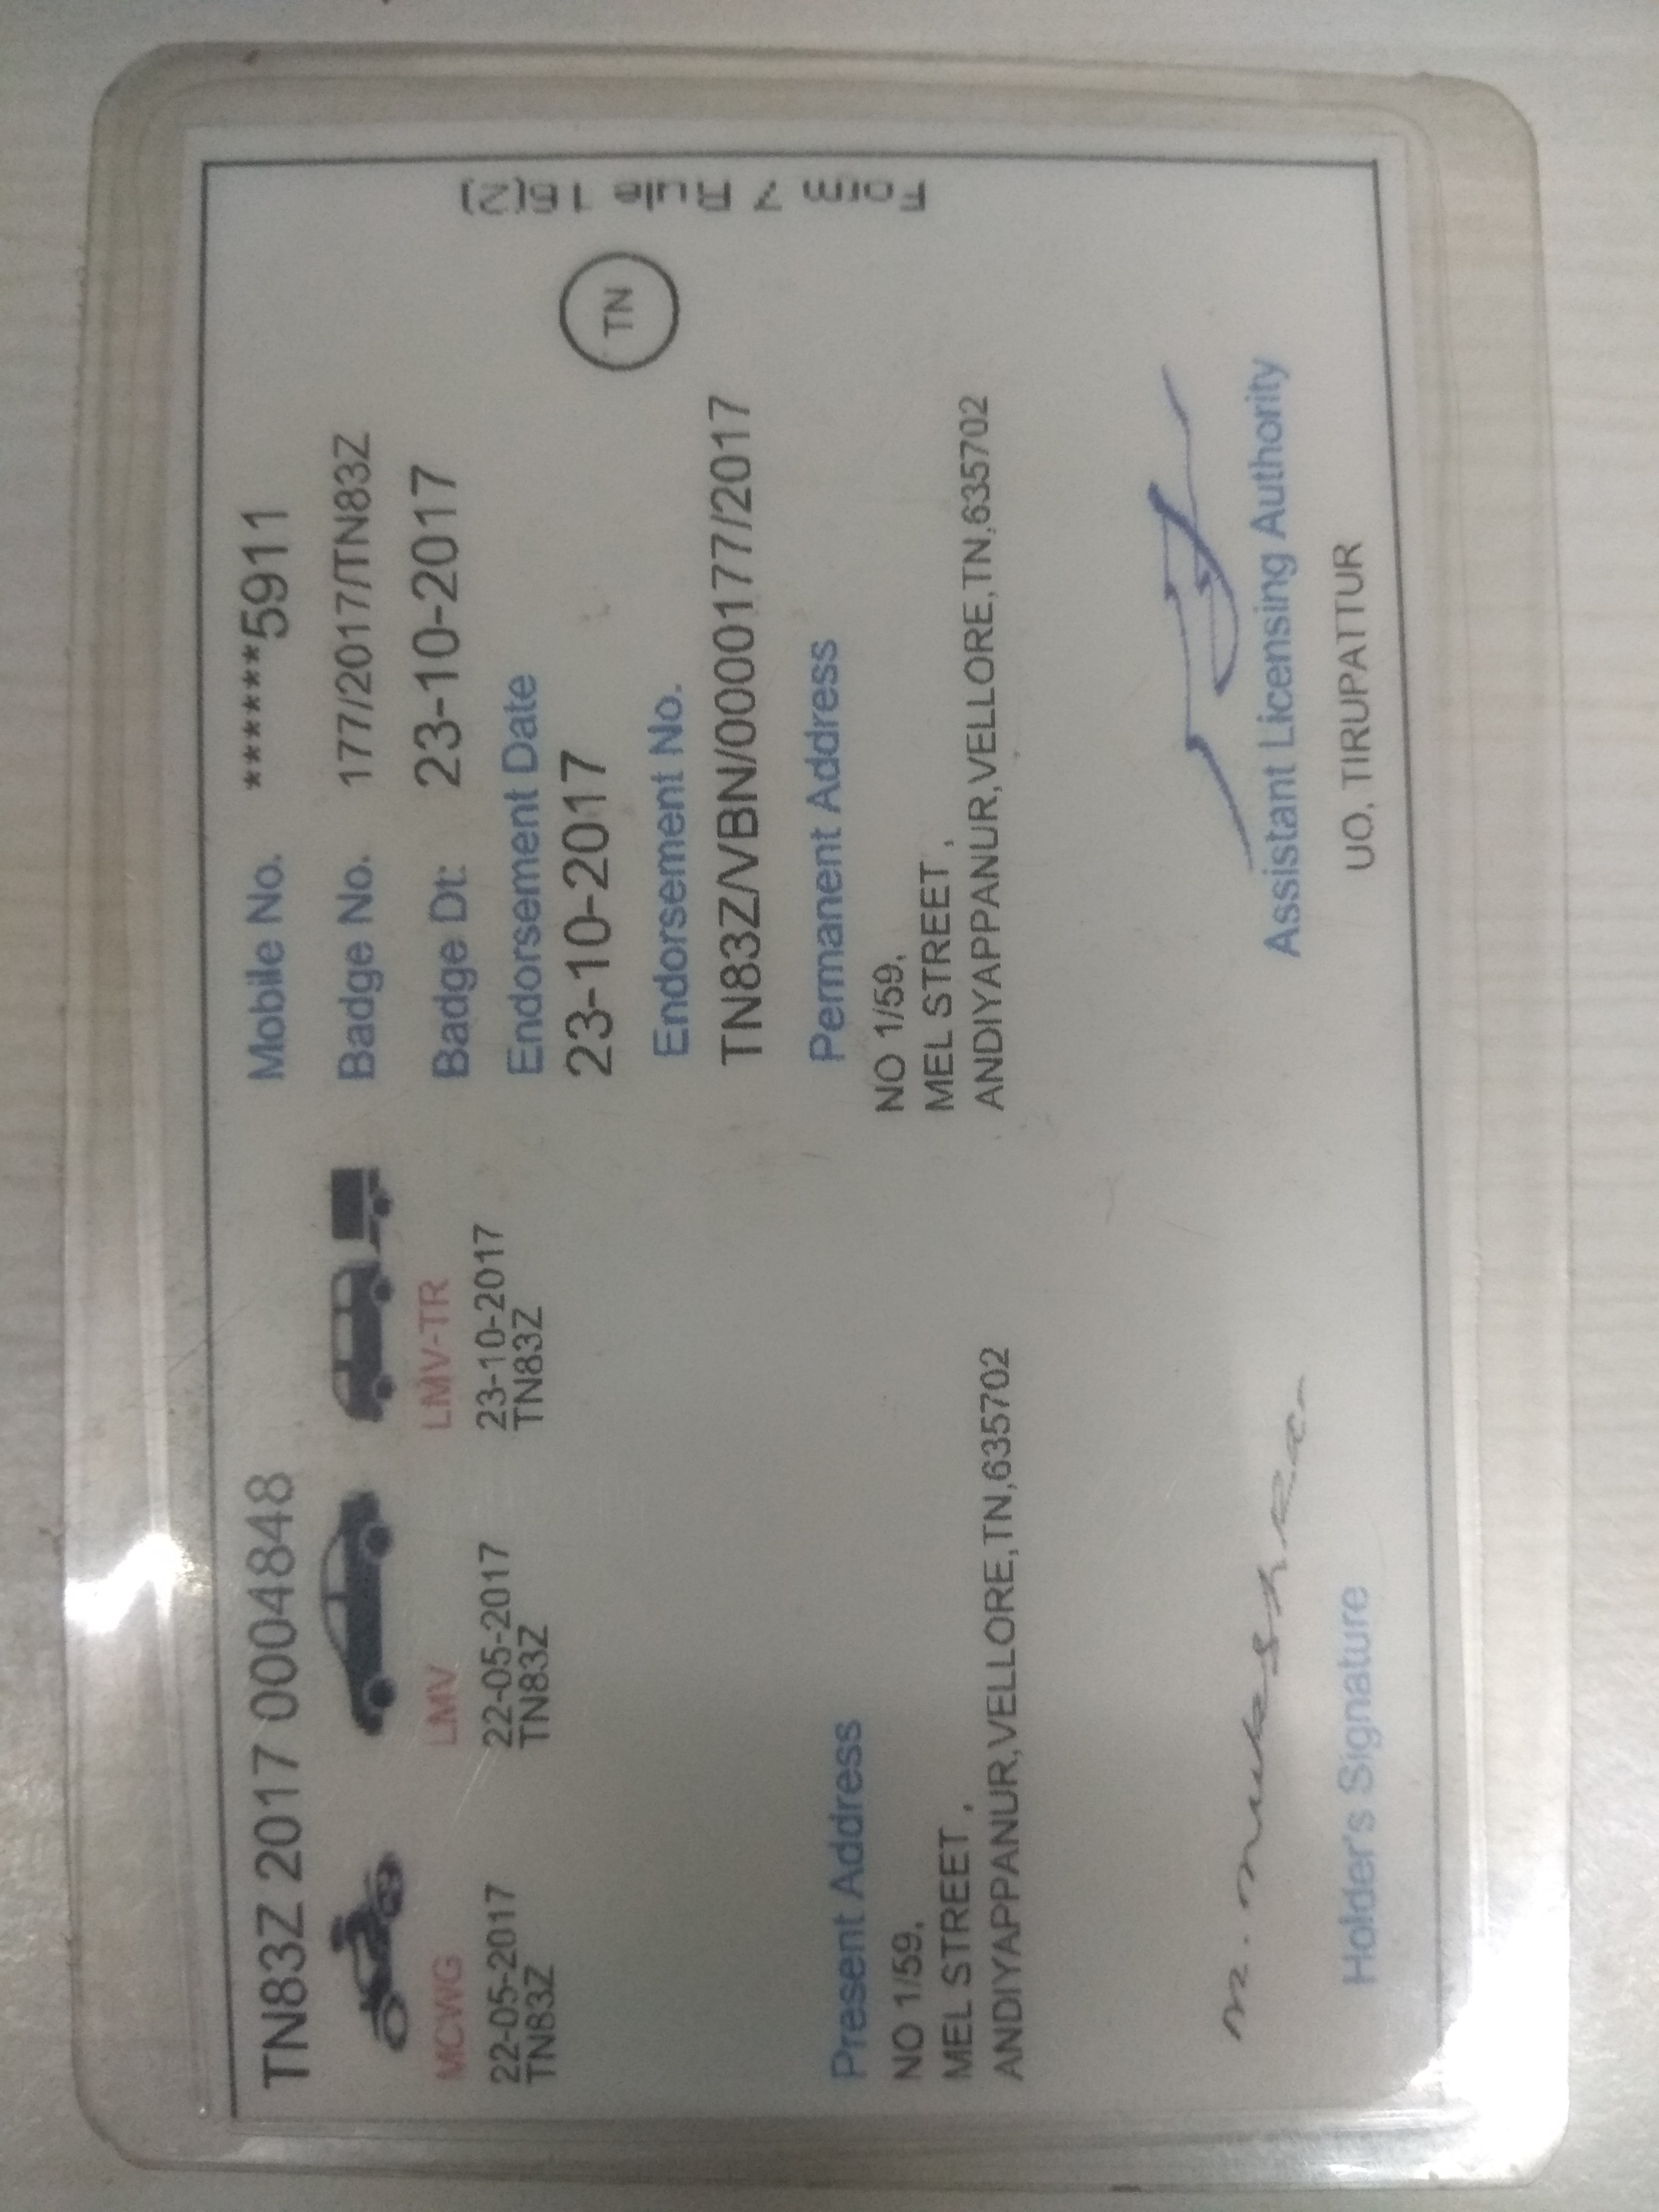 TN83Z 2017 0004848
MCWG
22-05-2017
TN83Z
LMV
22-05-2017
TN83Z
LMV-TR
23-10-2017
TN83Z
Mobile No. ******5911
Badge No. 177/2017/TN83Z
Badge Dt: 23-10-2017
Endorsement Date
23-10-2017
TN
Endorsement No.
TN83Z/VBN/0000177/2017
Form 7 Rule 16(2)
Present Address
NO 1/59,
MEL STREET ,
ANDIYAPPANUR,VELLORE,TN,635702
Permanent Address
NO 1/59,
MEL STREET ,
ANDIYAPPANUR,VELLORE,TN,635702
Holder's Signature
Assistant Licensing Authority
UO, TIRUPATTUR